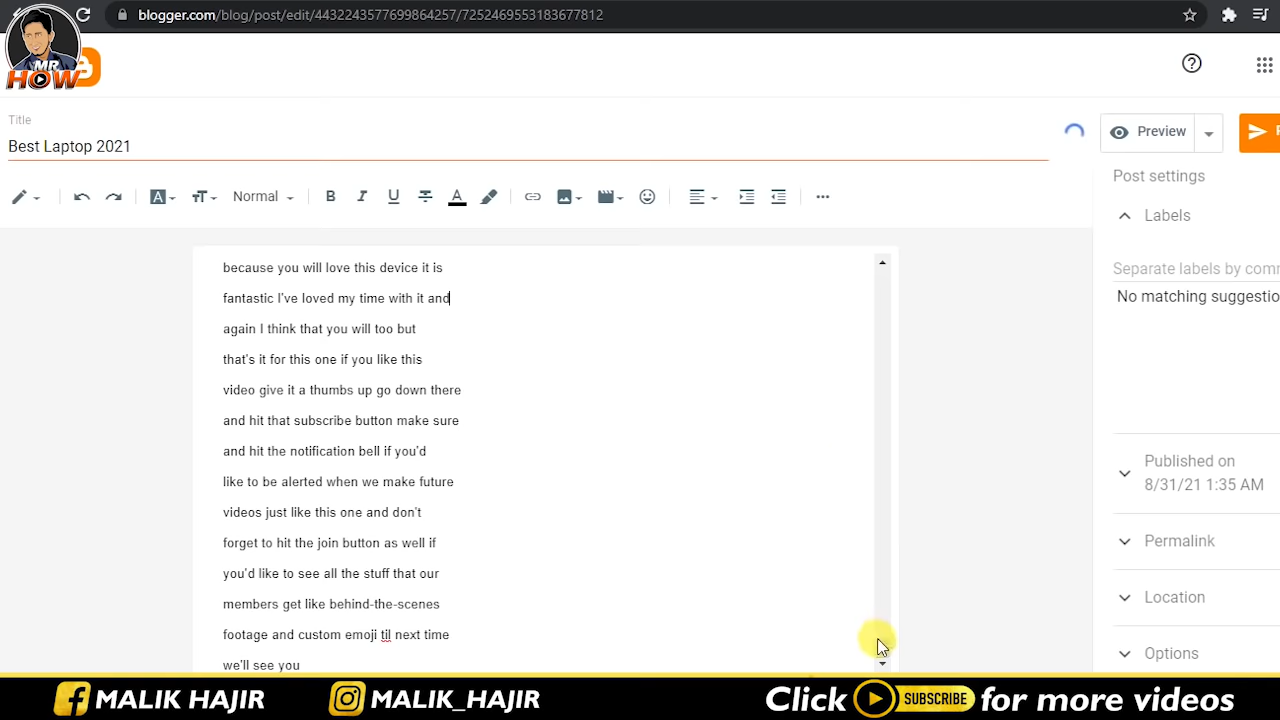 blogger.com/blog/post/edit/4432243577699864257/7252469553183677812
MR
HOW
Title
Best Laptop 2021
Preview
Normal
Post settings
Labels
Separate labels by comm
No matching suggestio
because you will love this device it is
fantastic I've loved my time with it and
again I think that you will too but
that's it for this one if you like this
video give it a thumbs up go down there
and hit that subscribe button make sure
and hit the notification bell if you'd
like to be alerted when we make future
videos just like this one and don't
forget to hit the join button as well if
you'd like to see all the stuff that our
members get like behind-the-scenes
footage and custom emoji til next time
we'll see you
Published on
8/31/21 1:35 AM
Permalink
Location
Options
MALIK HAJIR
MALIK_HAJIR
Click SUBSCRIBE for more videos